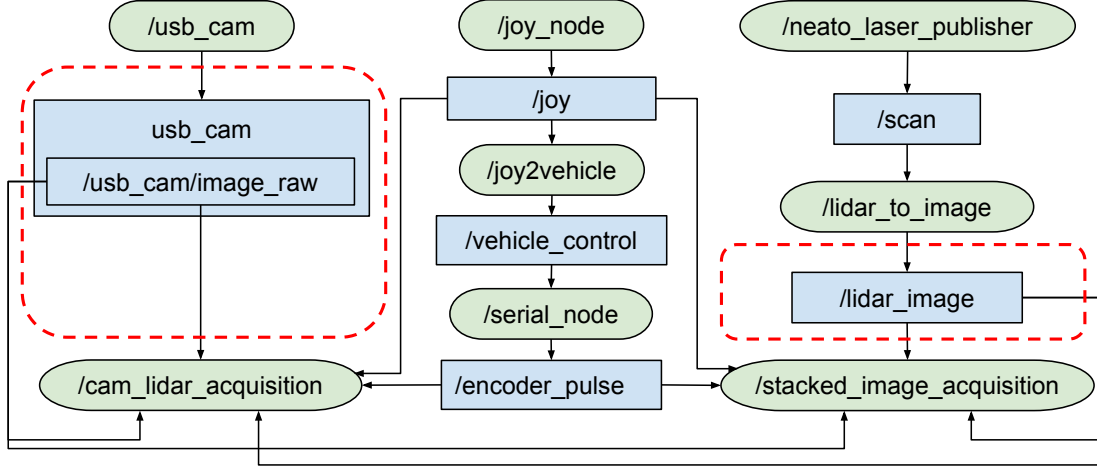 /usb_cam
/joy_node
/neato_laser_publisher
usb_cam
/joy
/scan
/usb_cam/image_raw
/joy2vehicle
/lidar_to_image
/vehicle_control
/lidar_image
/serial_node
/cam_lidar_acquisition
/encoder_pulse
/stacked_image_acquisition